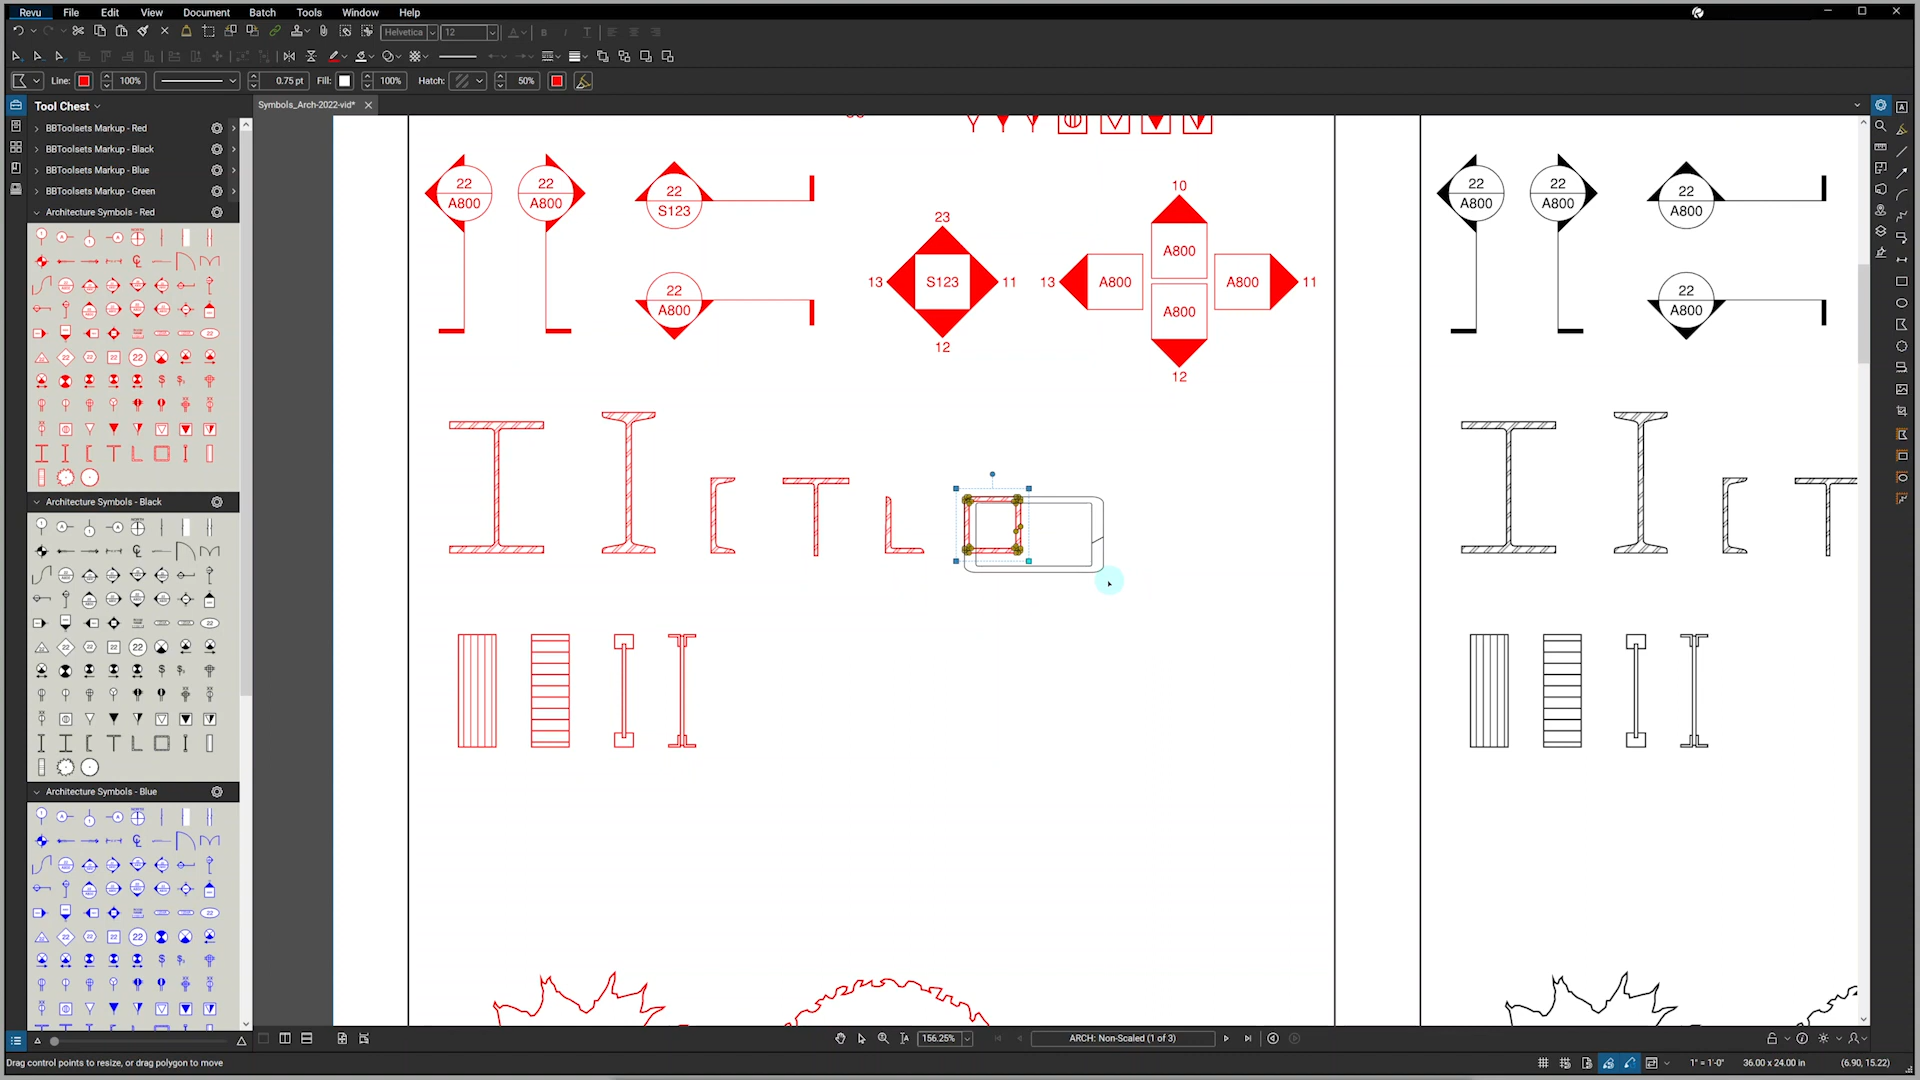 Revu File Edit View Document Batch Tools Window Help
Helvetica 12
Line: 100% 0.75 pt Fill: 100% Hatch: 50%
Tool Chest
Symbols_Arch-2022-vid*
BBToolsets Markup - Red
BBToolsets Markup - Black
BBToolsets Markup - Blue
BBToolsets Markup - Green
Architecture Symbols - Red
Architecture Symbols - Black
Architecture Symbols - Blue
22 A800
22 A800
22 S123
22 A800
23
13 S123 11
12
10
A800
13 A800 A800 11
A800
12
22 A800
22 A800
22 A800
22 A800
156.25%
ARCH: Non-Scaled (1 of 3)
Drag control points to resize, or drag polygon to move
1" = 1'-0" 36.00 x 24.00 in (6.90, 15.22)